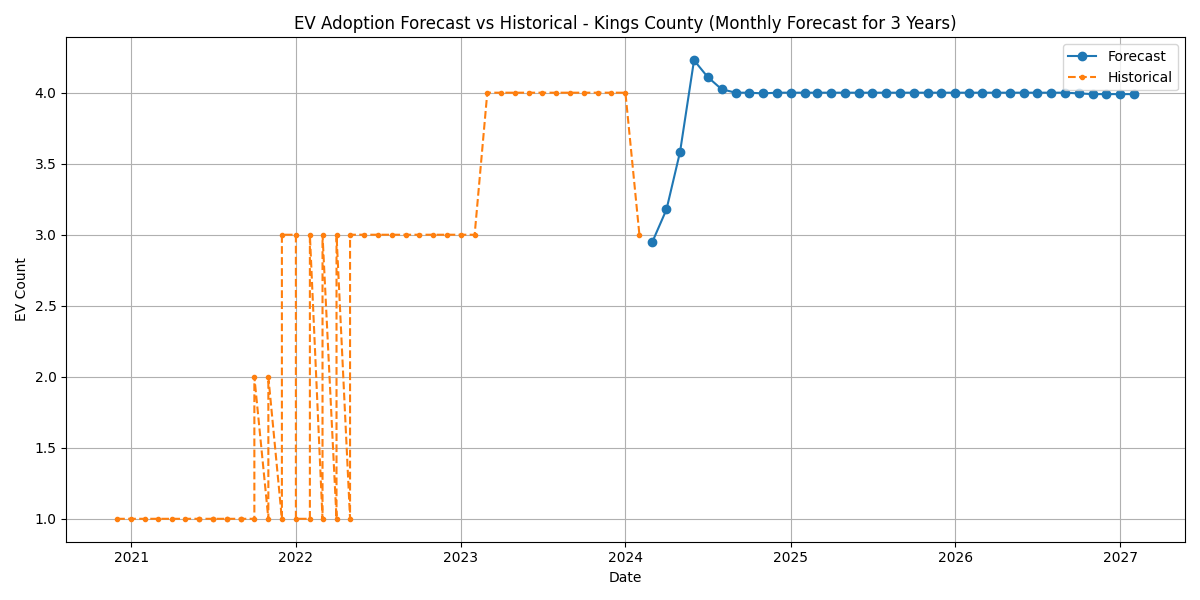 EV Adoption Forecast vs Historical - Kings County (Monthly Forecast for 3 Years)
Forecast
Historical
EV Count
4.0
3.5
3.0
2.5
2.0
1.5
1.0
2021
2022
2023
2024
2025
2026
2027
Date